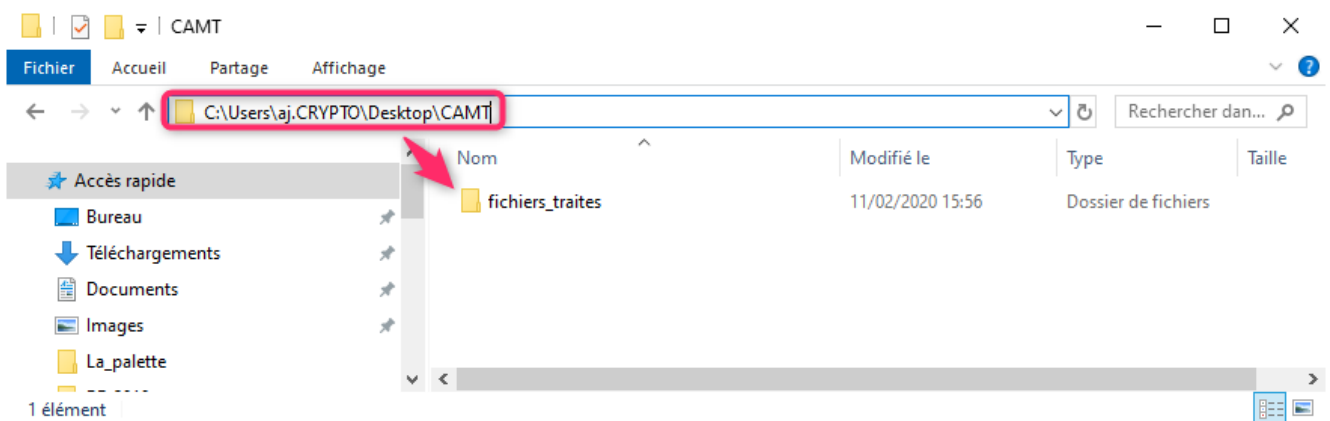 CAMT
Fichier Accueil Partage Affichage
C:\Users\aj.CRYPTO\Desktop\CAMT
Rechercher dan...
Nom Modifié le Type Taille
Accès rapide
fichiers_traites 11/02/2020 15:56 Dossier de fichiers
Bureau
Téléchargements
Documents
Images
La_palette
1 élément